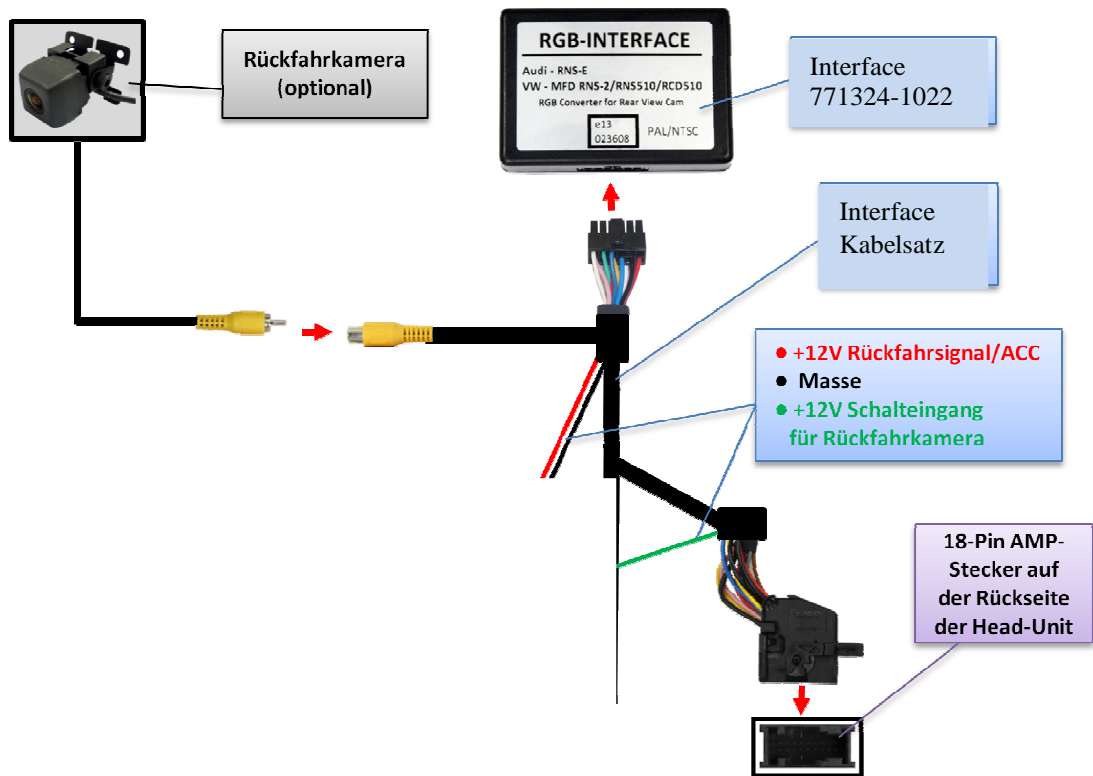 Rückfahrkamera
(optional)
RGB-INTERFACE
Audi - RNS-E
VW - MFD RNS-2/RNS510/RCD510
RGB Converter for Rear View Cam
e13
023608
PAL/NTSC
Interface
771324-1022
Interface
Kabelsatz
● +12V Rückfahrsignal/ACC
● Masse
● +12V Schalteingang
für Rückfahrkamera
18-Pin AMP-
Stecker auf
der Rückseite
der Head-Unit